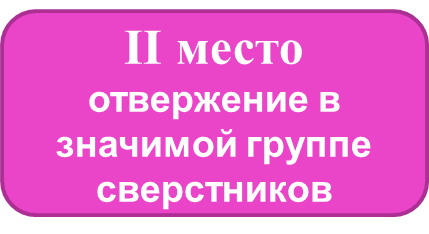 II место
отвержение в
значимой группе
сверстников